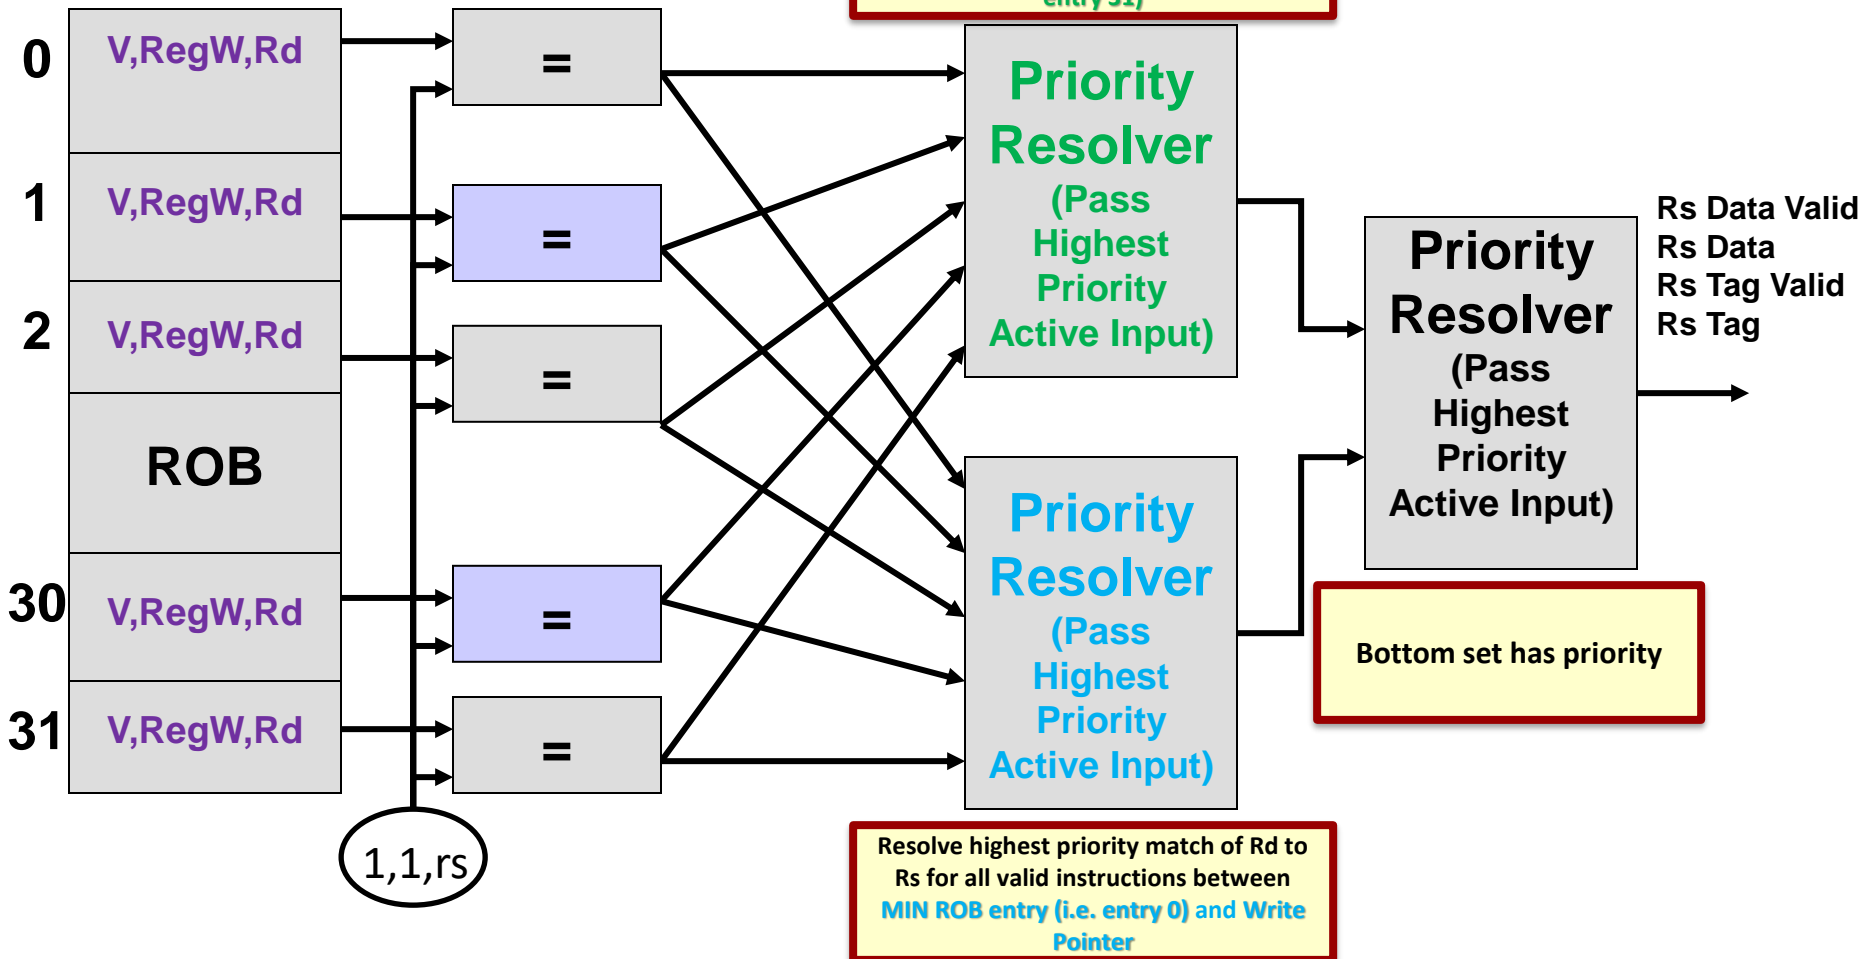 entry 31)
0
V,RegW,Rd
=
1
V,RegW,Rd
=
2
V,RegW,Rd
=
ROB
30
V,RegW,Rd
=
31
V,RegW,Rd
=
1,1,rs
Priority
Resolver
(Pass
Highest
Priority
Active Input)
Priority
Resolver
(Pass
Highest
Priority
Active Input)
Resolve highest priority match of Rd to
Rs for all valid instructions between
MIN ROB entry (i.e. entry 0) and Write
Pointer
Priority
Resolver
(Pass
Highest
Priority
Active Input)
Rs Data Valid
Rs Data
Rs Tag Valid
Rs Tag
Bottom set has priority